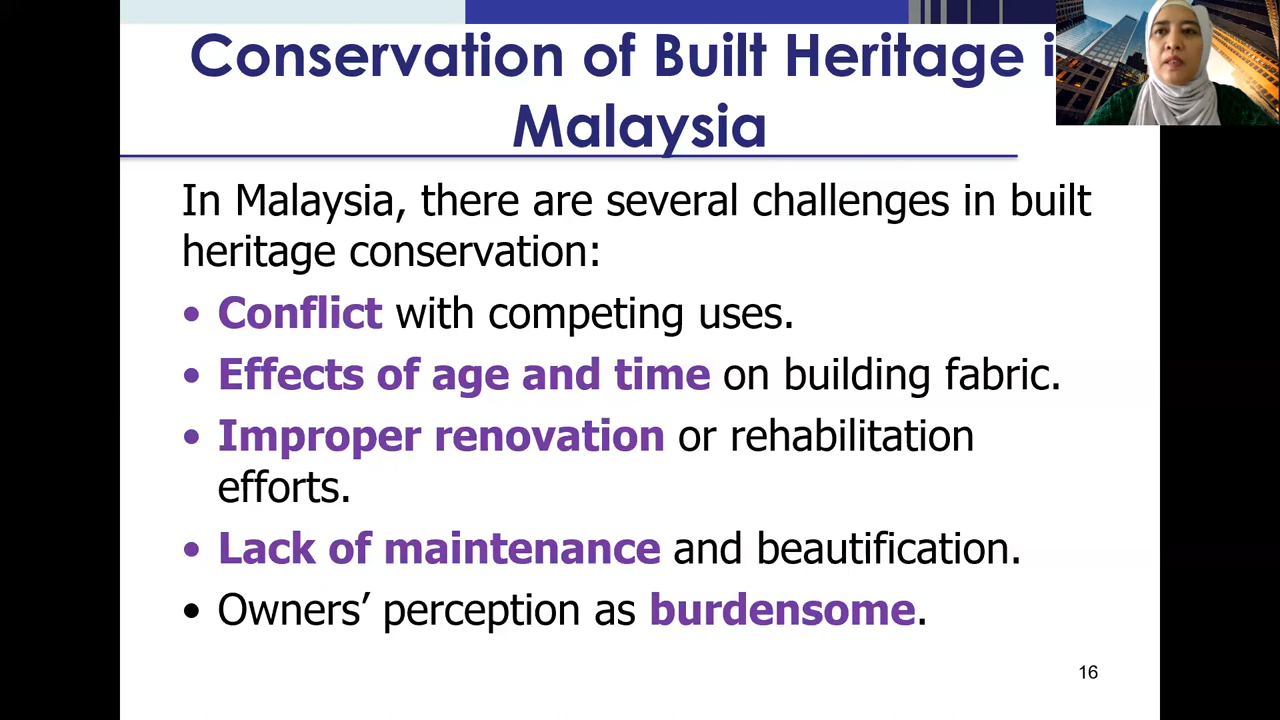 Conservation of Built Heritage i
Malaysia
In Malaysia, there are several challenges in built
heritage conservation:
• Conflict with competing uses.
• Effects of age and time on building fabric.
• Improper renovation or rehabilitation
efforts.
• Lack of maintenance and beautification.
• Owners’ perception as burdensome.
16